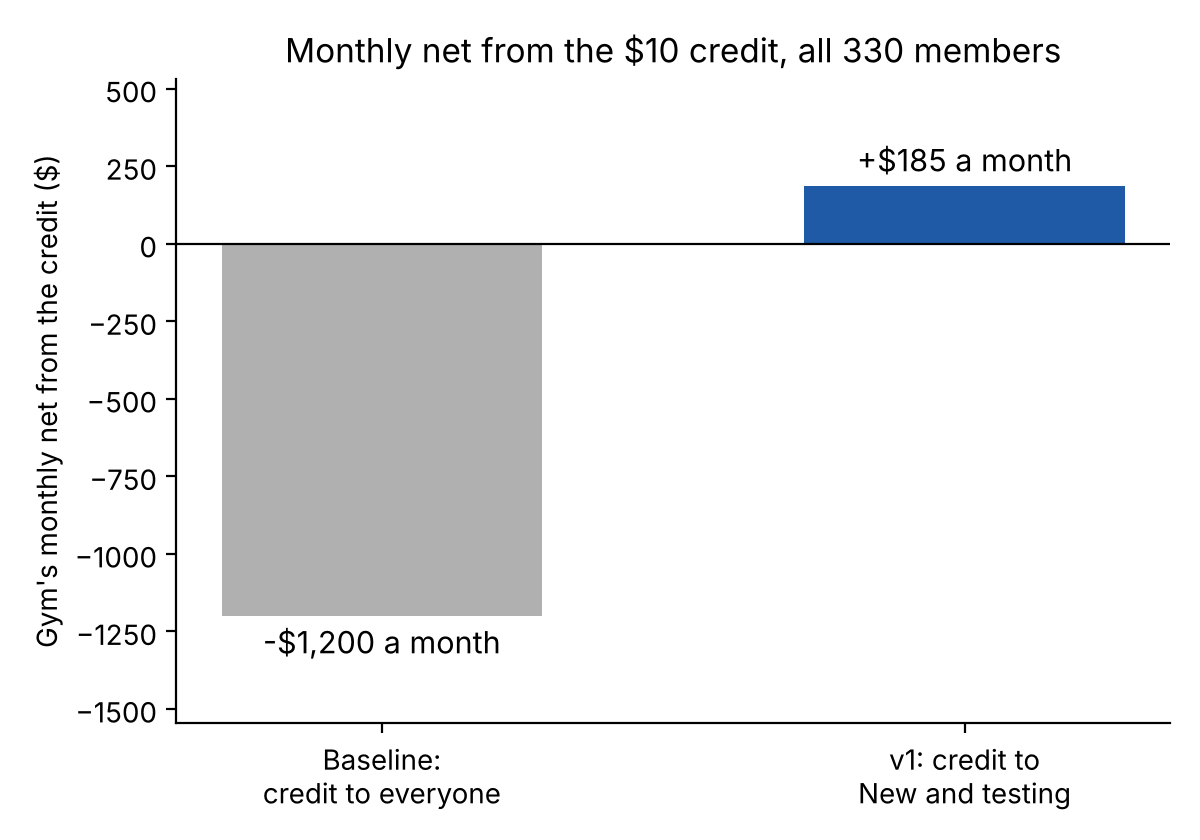 Monthly net from the $10 credit, all 330 members
Gym's monthly net from the credit ($)
500
250
0
−250
−500
−750
−1000
−1250
−1500
+$185 a month
-$1,200 a month
Baseline:
credit to everyone
v1: credit to
New and testing